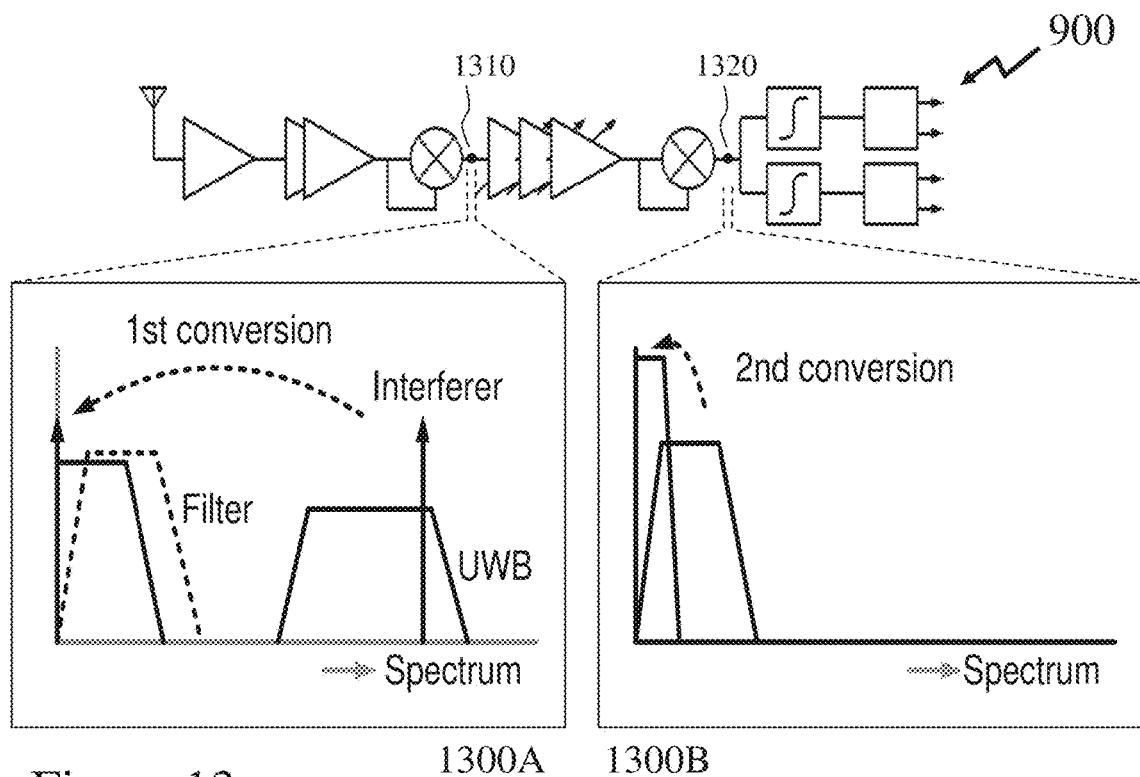 900
1310
1320
1st conversion
Interferer
Filter
UWB
Spectrum
2nd conversion
Spectrum
1300A
1300B